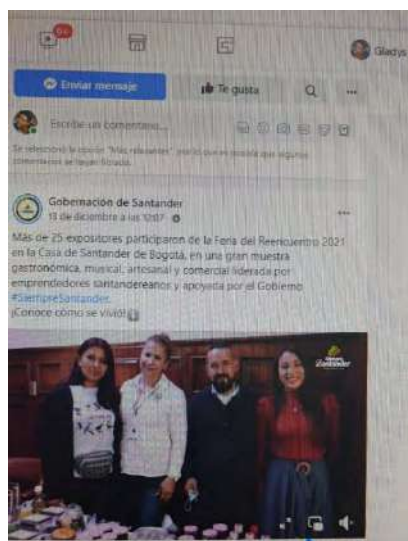 9+
Gladys
Enviar mensaje
Te gusta
Escribe un comentario...
Se seleccionó la opción "Más relevantes", por lo que es posible que algunos
comentarios se hayan filtrado.
Gobernación de Santander
13 de diciembre a las 12:07
Más de 25 expositores participaron de la Feria del Reencuentro 2021
en la Casa de Santander de Bogotá, en una gran muestra
gastronómica, musical, artesanal y comercial liderada por
emprendedores santandereanos y apoyada por el Gobierno
#SiempreSantander.
¡Conoce cómo se vivió!
Santander